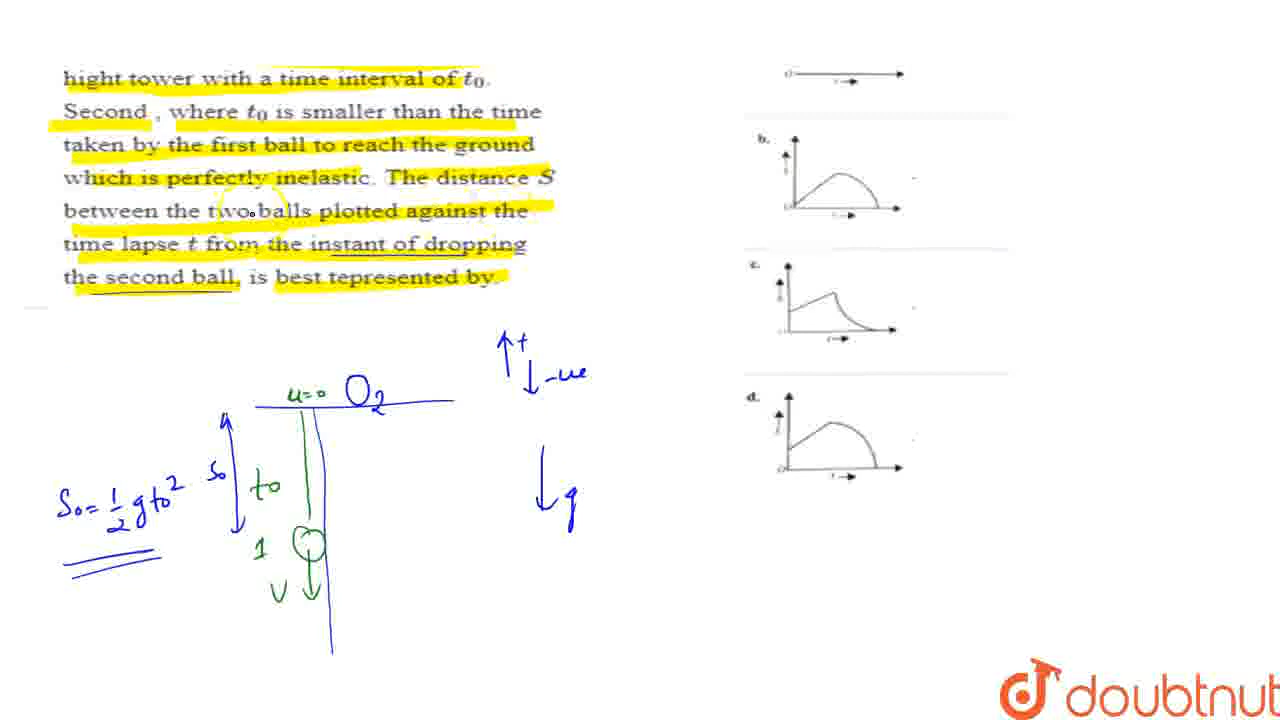 hight tower with a time interval of t₀.
Second , where t₀ is smaller than the time
taken by the first ball to reach the ground
which is perfectly inelastic. The distance S
between the two balls plotted against the
time lapse t from the instant of dropping
the second ball, is best tepresented by.
b.
c.
d.
+
-ve
u=0
2
S₀
t₀
S₀ = 1/2 gt₀²
g
1
V
doubtnut